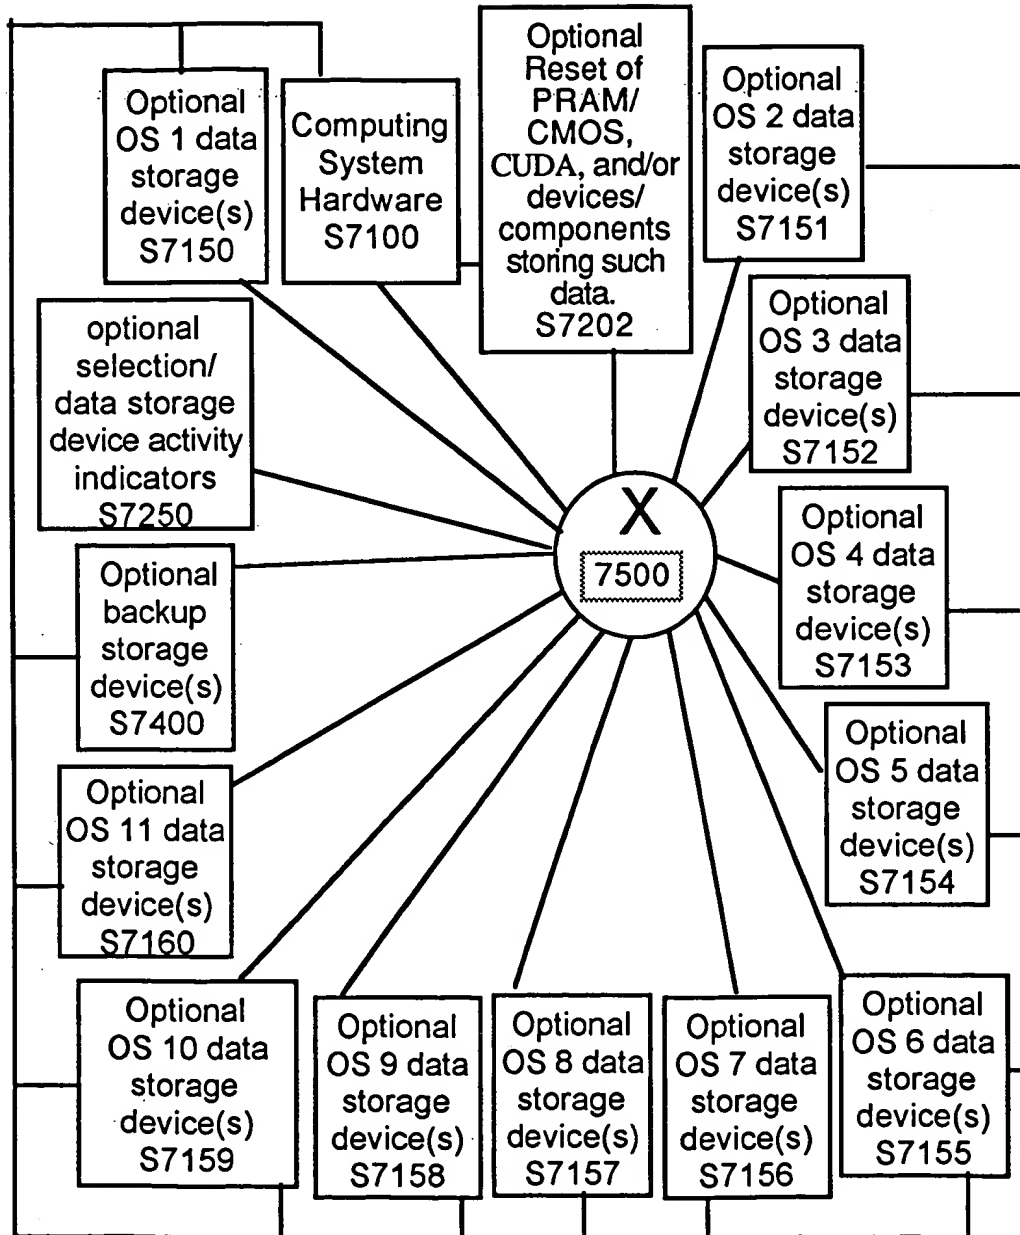 Optional
OS 1 data
storage
device(s)
S7150
Computing
System
Hardware
S7100
Optional
Reset of
PRAM/
CMOS,
CUDA, and/or
devices/
components
storing such
data.
S7202
Optional
OS 2 data
storage
device(s)
S7151
Optional
OS 3 data
storage
device(s)
S7152
optional
selection/
data storage
device activity
indicators
S7250
X
7500
Optional
OS 4 data
storage
device(s)
S7153
Optional
backup
storage
device(s)
S7400
Optional
OS 5 data
storage
device(s)
S7154
Optional
OS 11 data
storage
device(s)
S7160
Optional
OS 10 data
storage
device(s)
S7159
Optional
OS 9 data
storage
device(s)
S7158
Optional
OS 8 data
storage
device(s)
S7157
Optional
OS 7 data
storage
device(s)
S7156
Optional
OS 6 data
storage
device(s)
S7155